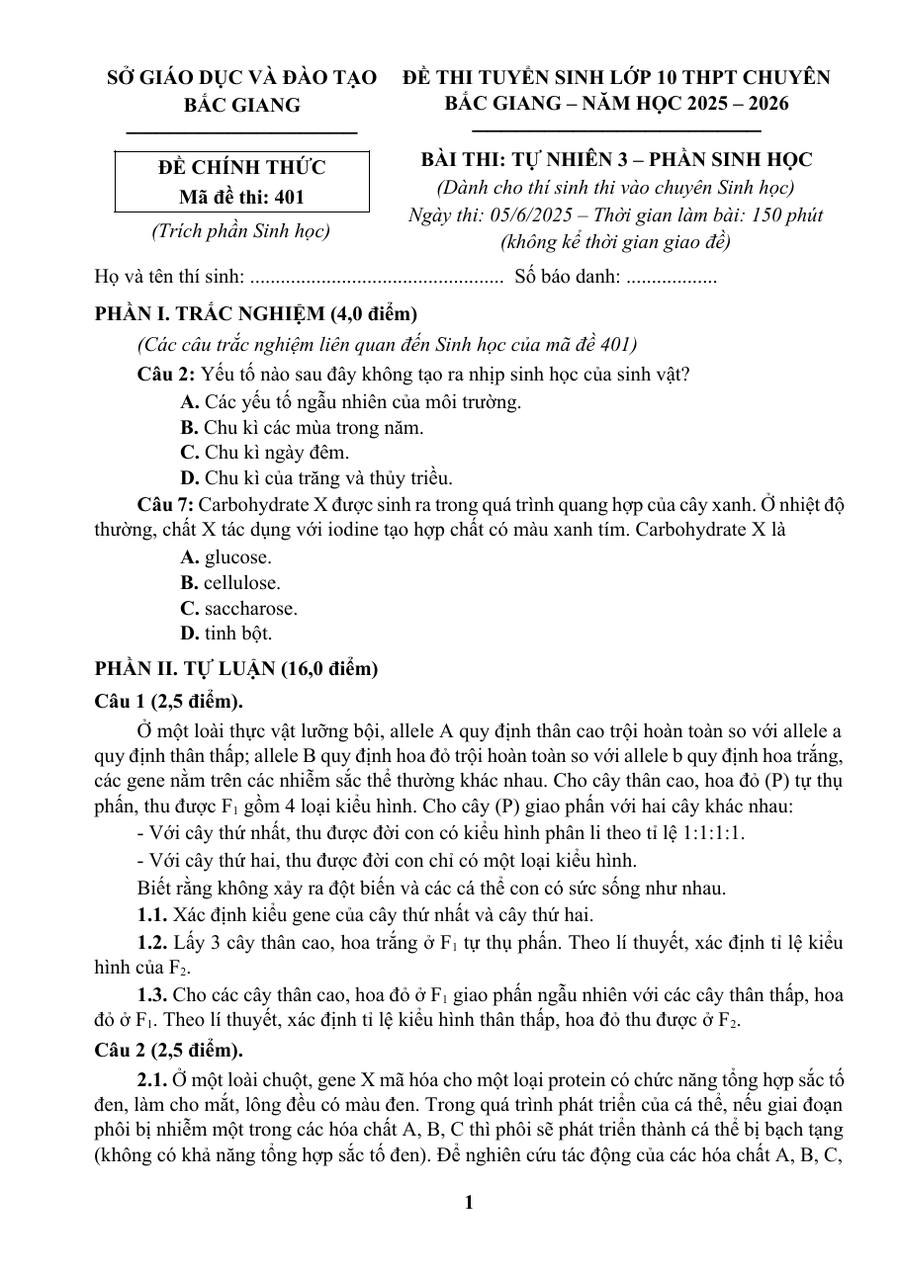 SỞ GIÁO DỤC VÀ ĐÀO TẠO
BẮC GIANG
ĐỀ CHÍNH THỨC
Mã đề thi: 401
(Trích phần Sinh học)
ĐỀ THI TUYỂN SINH LỚP 10 THPT CHUYÊN
BẮC GIANG – NĂM HỌC 2025 – 2026
BÀI THI: TỰ NHIÊN 3 – PHẦN SINH HỌC
(Dành cho thí sinh thi vào chuyên Sinh học)
Ngày thi: 05/6/2025 – Thời gian làm bài: 150 phút
(không kể thời gian giao đề)
Họ và tên thí sinh: .................................................. Số báo danh: ..................
PHẦN I. TRẮC NGHIỆM (4,0 điểm)
(Các câu trắc nghiệm liên quan đến Sinh học của mã đề 401)
Câu 2: Yếu tố nào sau đây không tạo ra nhịp sinh học của sinh vật?
A. Các yếu tố ngẫu nhiên của môi trường.
B. Chu kì các mùa trong năm.
C. Chu kì ngày đêm.
D. Chu kì của trăng và thủy triều.
Câu 7: Carbohydrate X được sinh ra trong quá trình quang hợp của cây xanh. Ở nhiệt độ
thường, chất X tác dụng với iodine tạo hợp chất có màu xanh tím. Carbohydrate X là
A. glucose.
B. cellulose.
C. saccharose.
D. tinh bột.
PHẦN II. TỰ LUẬN (16,0 điểm)
Câu 1 (2,5 điểm).
Ở một loài thực vật lưỡng bội, allele A quy định thân cao trội hoàn toàn so với allele a
quy định thân thấp; allele B quy định hoa đỏ trội hoàn toàn so với allele b quy định hoa trắng,
các gene nằm trên các nhiễm sắc thể thường khác nhau. Cho cây thân cao, hoa đỏ (P) tự thụ
phấn, thu được F₁ gồm 4 loại kiểu hình. Cho cây (P) giao phấn với hai cây khác nhau:
- Với cây thứ nhất, thu được đời con có kiểu hình phân li theo tỉ lệ 1:1:1:1.
- Với cây thứ hai, thu được đời con chỉ có một loại kiểu hình.
Biết rằng không xảy ra đột biến và các cá thể con có sức sống như nhau.
1.1. Xác định kiểu gene của cây thứ nhất và cây thứ hai.
1.2. Lấy 3 cây thân cao, hoa trắng ở F₁ tự thụ phấn. Theo lí thuyết, xác định tỉ lệ kiểu
hình của F₂.
1.3. Cho các cây thân cao, hoa đỏ ở F₁ giao phấn ngẫu nhiên với các cây thân thấp, hoa
đỏ ở F₁. Theo lí thuyết, xác định tỉ lệ kiểu hình thân thấp, hoa đỏ thu được ở F₂.
Câu 2 (2,5 điểm).
2.1. Ở một loài chuột, gene X mã hóa cho một loại protein có chức năng tổng hợp sắc tố
đen, làm cho mắt, lông đều có màu đen. Trong quá trình phát triển của cá thể, nếu giai đoạn
phôi bị nhiễm một trong các hóa chất A, B, C thì phôi sẽ phát triển thành cá thể bị bạch tạng
(không có khả năng tổng hợp sắc tố đen). Để nghiên cứu tác động của các hóa chất A, B, C,
1